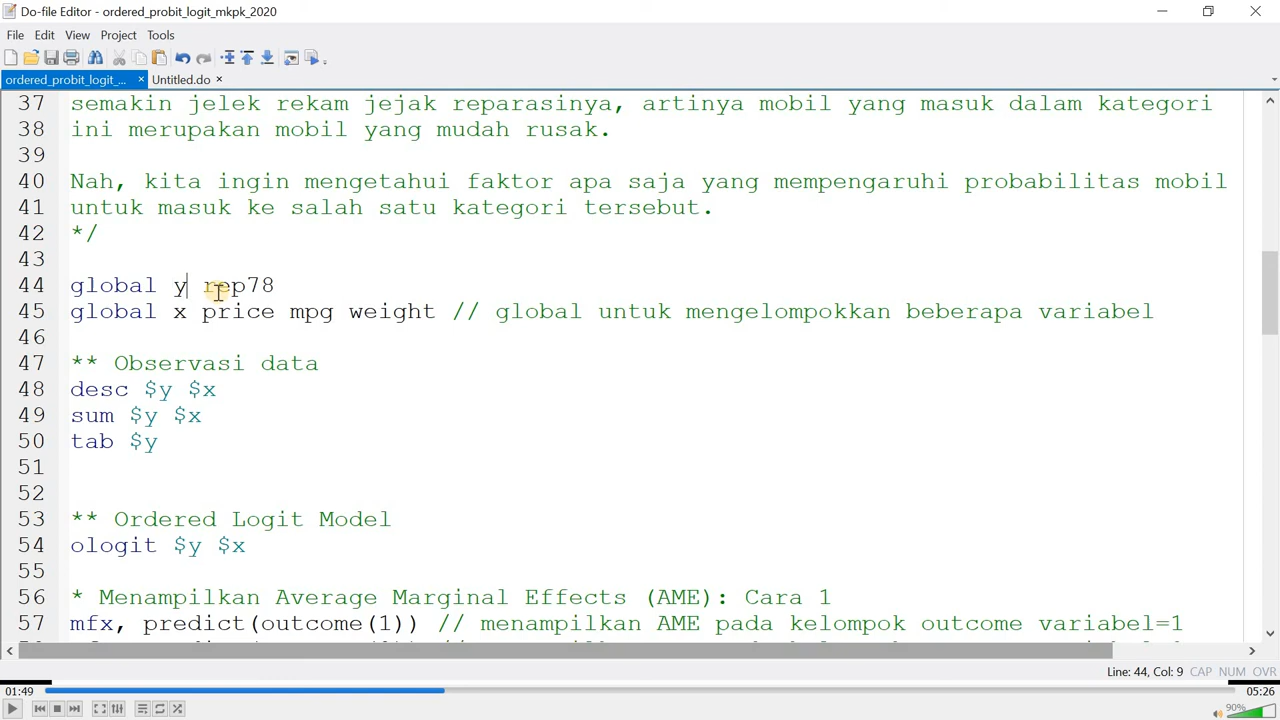 Do-file Editor - ordered_probit_logit_mkpk_2020
File Edit View Project Tools
ordered_probit_logit_... × Untitled.do ×
37 semakin jelek rekam jejak reparasinya, artinya mobil yang masuk dalam kategori
38 ini merupakan mobil yang mudah rusak.
39
40 Nah, kita ingin mengetahui faktor apa saja yang mempengaruhi probabilitas mobil
41 untuk masuk ke salah satu kategori tersebut.
42 */
43
44 global y rep78
45 global x price mpg weight // global untuk mengelompokkan beberapa variabel
46
47 ** Observasi data
48 desc $y $x
49 sum $y $x
50 tab $y
51
52
53 ** Ordered Logit Model
54 ologit $y $x
55
56 * Menampilkan Average Marginal Effects (AME): Cara 1
57 mfx, predict(outcome(1)) // menampilkan AME pada kelompok outcome variabel=1
Line: 44, Col: 9 CAP NUM OVR
01:49 05:26
90%